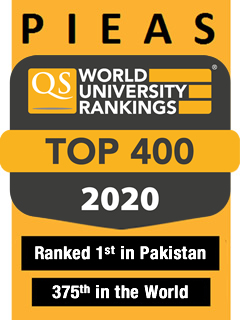 PIEAS
QS
WORLD
UNIVERSITY
RANKINGS
TOP 400
2020
Ranked 1st in Pakistan
375th in the World